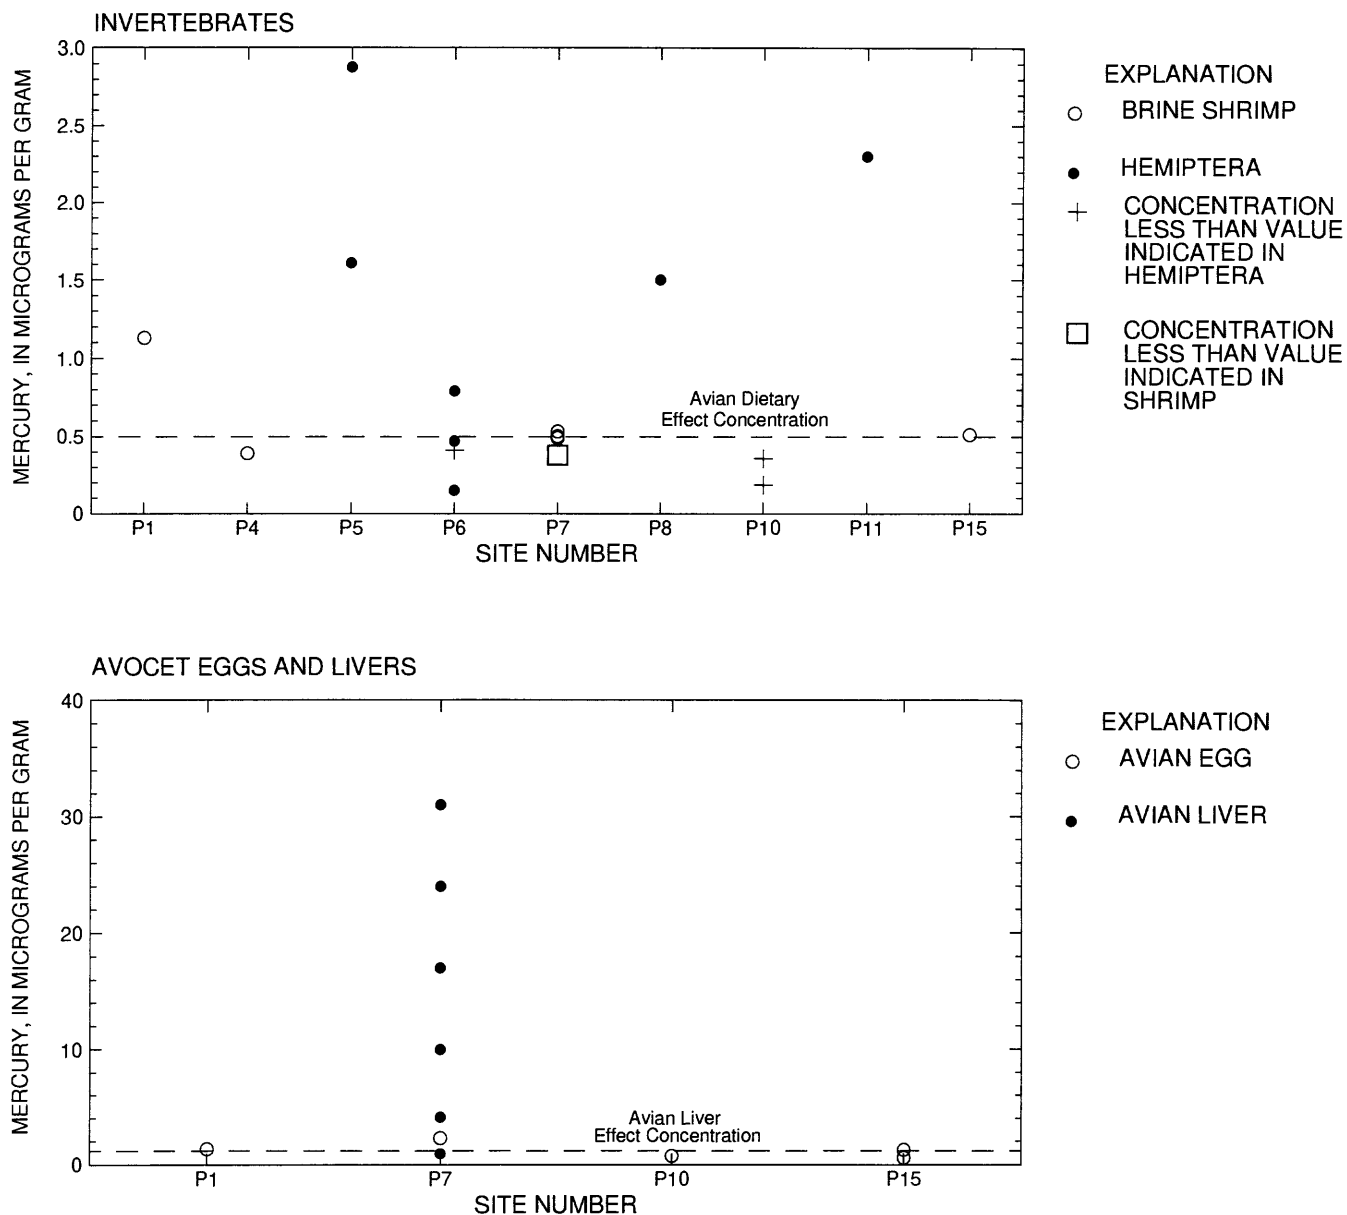 INVERTEBRATES
MERCURY, IN MICROGRAMS PER GRAM
3.0
2.5
2.0
1.5
1.0
0.5
0
Avian Dietary
Effect Concentration
P1 P4 P5 P6 P7 P8 P10 P11 P15
SITE NUMBER
EXPLANATION
BRINE SHRIMP
HEMIPTERA
CONCENTRATION
LESS THAN VALUE
INDICATED IN
HEMIPTERA
CONCENTRATION
LESS THAN VALUE
INDICATED IN
SHRIMP
AVOCET EGGS AND LIVERS
MERCURY, IN MICROGRAMS PER GRAM
40
30
20
10
0
Avian Liver
Effect Concentration
P1 P7 P10 P15
SITE NUMBER
EXPLANATION
AVIAN EGG
AVIAN LIVER